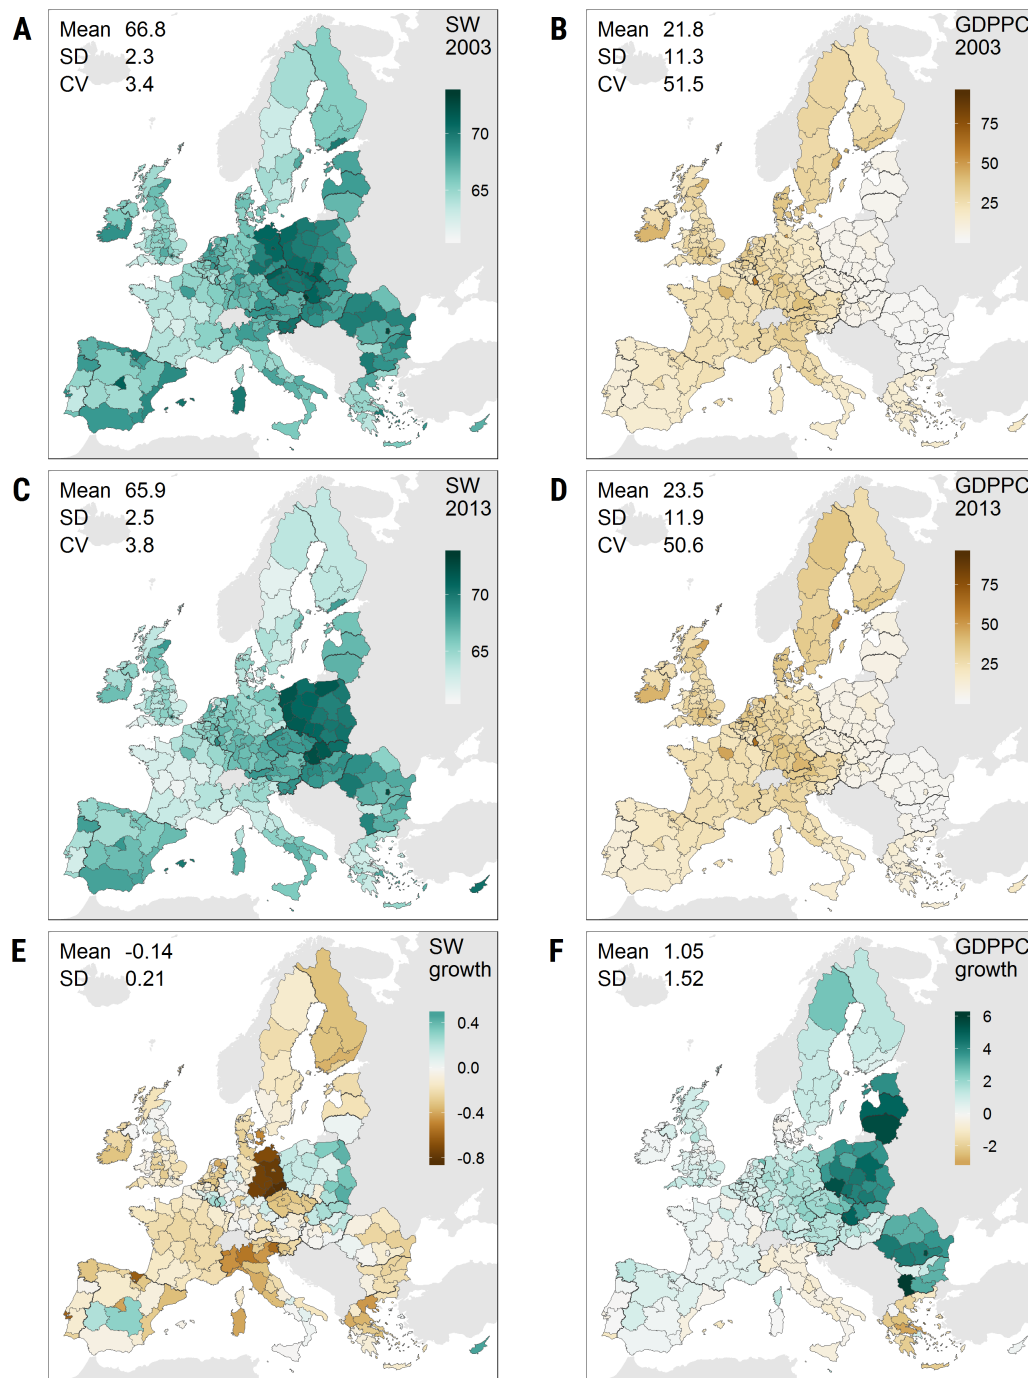 A
Mean 66.8
SD 2.3
CV 3.4
SW
2003
70
65
B
Mean 21.8
SD 11.3
CV 51.5
GDPPC
2003
75
50
25
C
Mean 65.9
SD 2.5
CV 3.8
SW
2013
70
65
D
Mean 23.5
SD 11.9
CV 50.6
GDPPC
2013
75
50
25
E
Mean -0.14
SD 0.21
SW
growth
0.4
0.0
-0.4
-0.8
F
Mean 1.05
SD 1.52
GDPPC
growth
6
4
2
0
-2